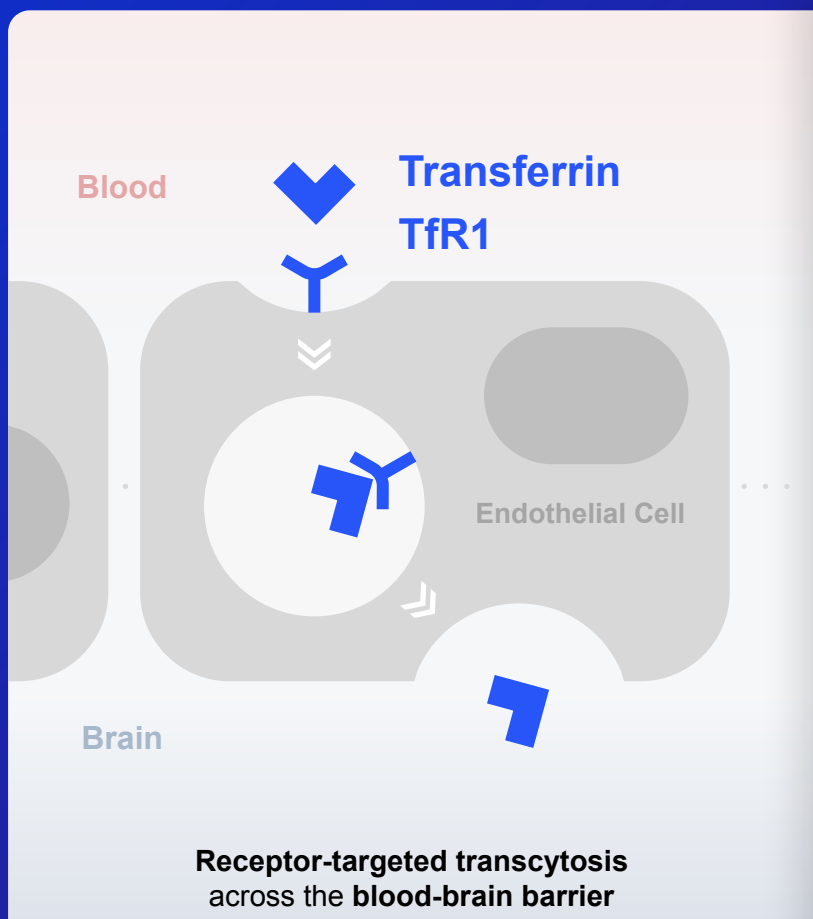 Blood
Transferrin
TfR1
Endothelial Cell
Brain
Receptor-targeted transcytosis
across the blood-brain barrier